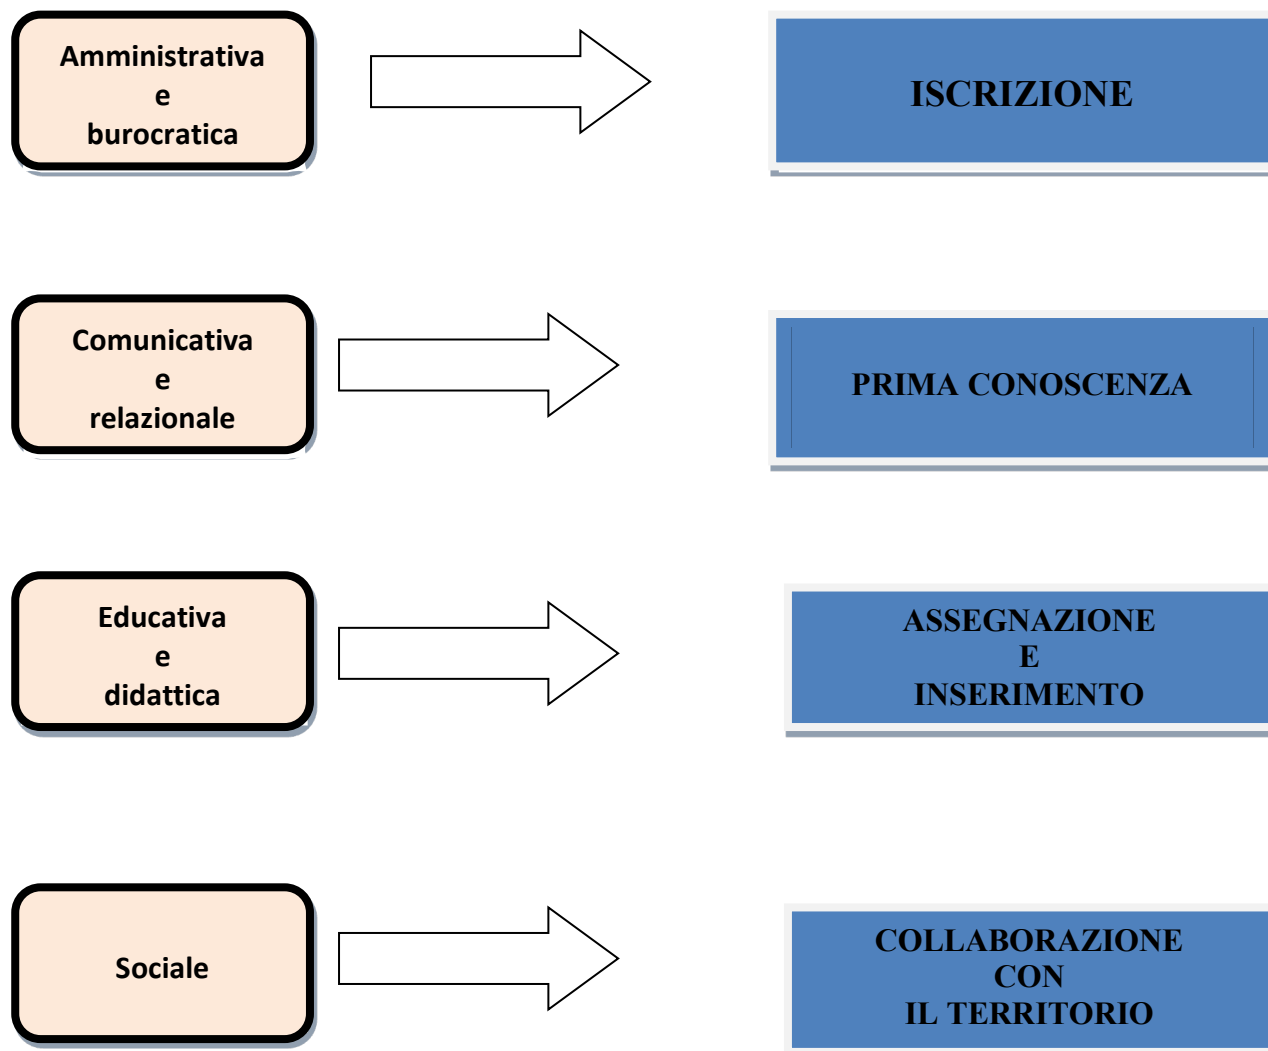 Amministrativa
e
burocratica
ISCRIZIONE
Comunicativa
e
relazionale
PRIMA CONOSCENZA
Educativa
e
didattica
ASSEGNAZIONE
E
INSERIMENTO
Sociale
COLLABORAZIONE
CON
IL TERRITORIO